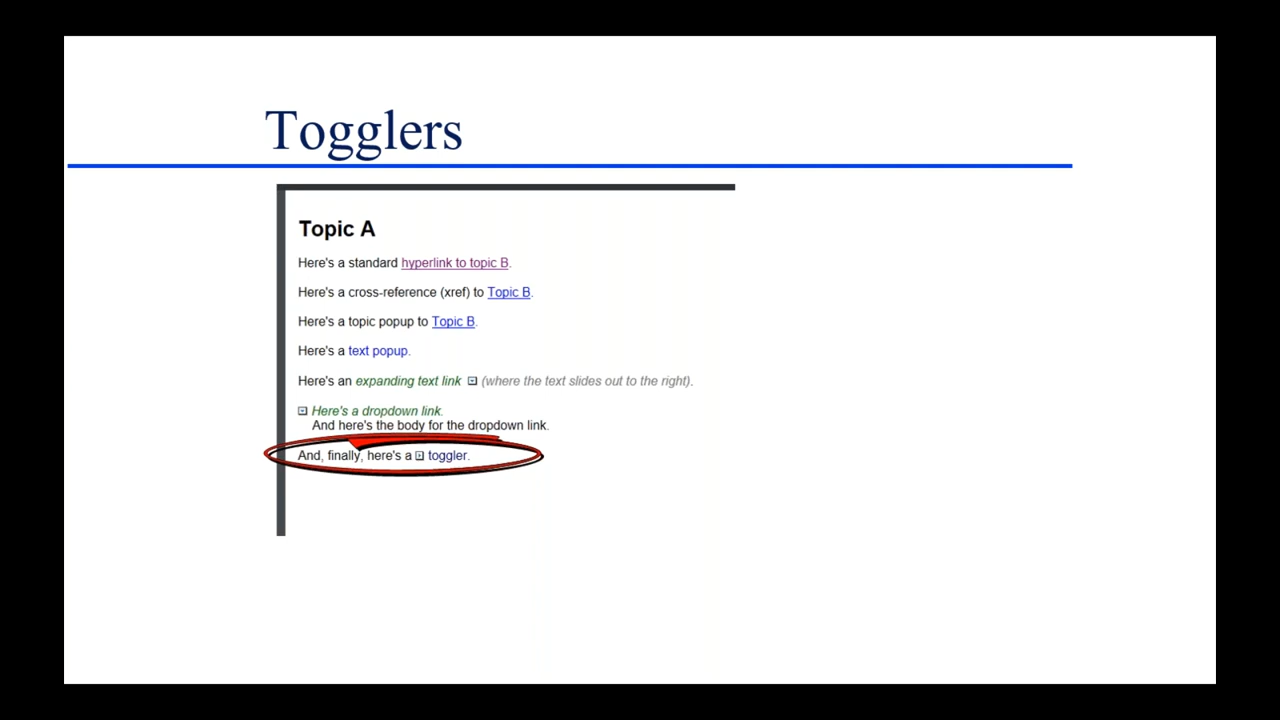 Togglers
Topic A
Here's a standard hyperlink to topic B.
Here's a cross-reference (xref) to Topic B.
Here's a topic popup to Topic B.
Here's a text popup.
Here's an expanding text link (where the text slides out to the right).
Here's a dropdown link.
And here's the body for the dropdown link.
And, finally, here's a toggler.